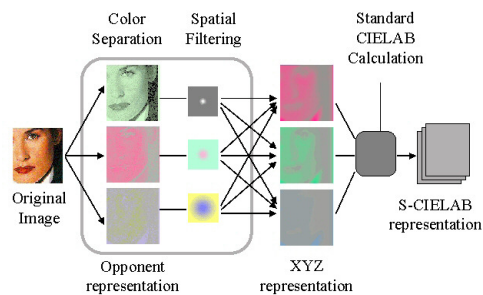 Color
Separation
Spatial
Filtering
Standard
CIELAB
Calculation
Original
Image
S-CIELAB
representation
Opponent
representation
XYZ
representation